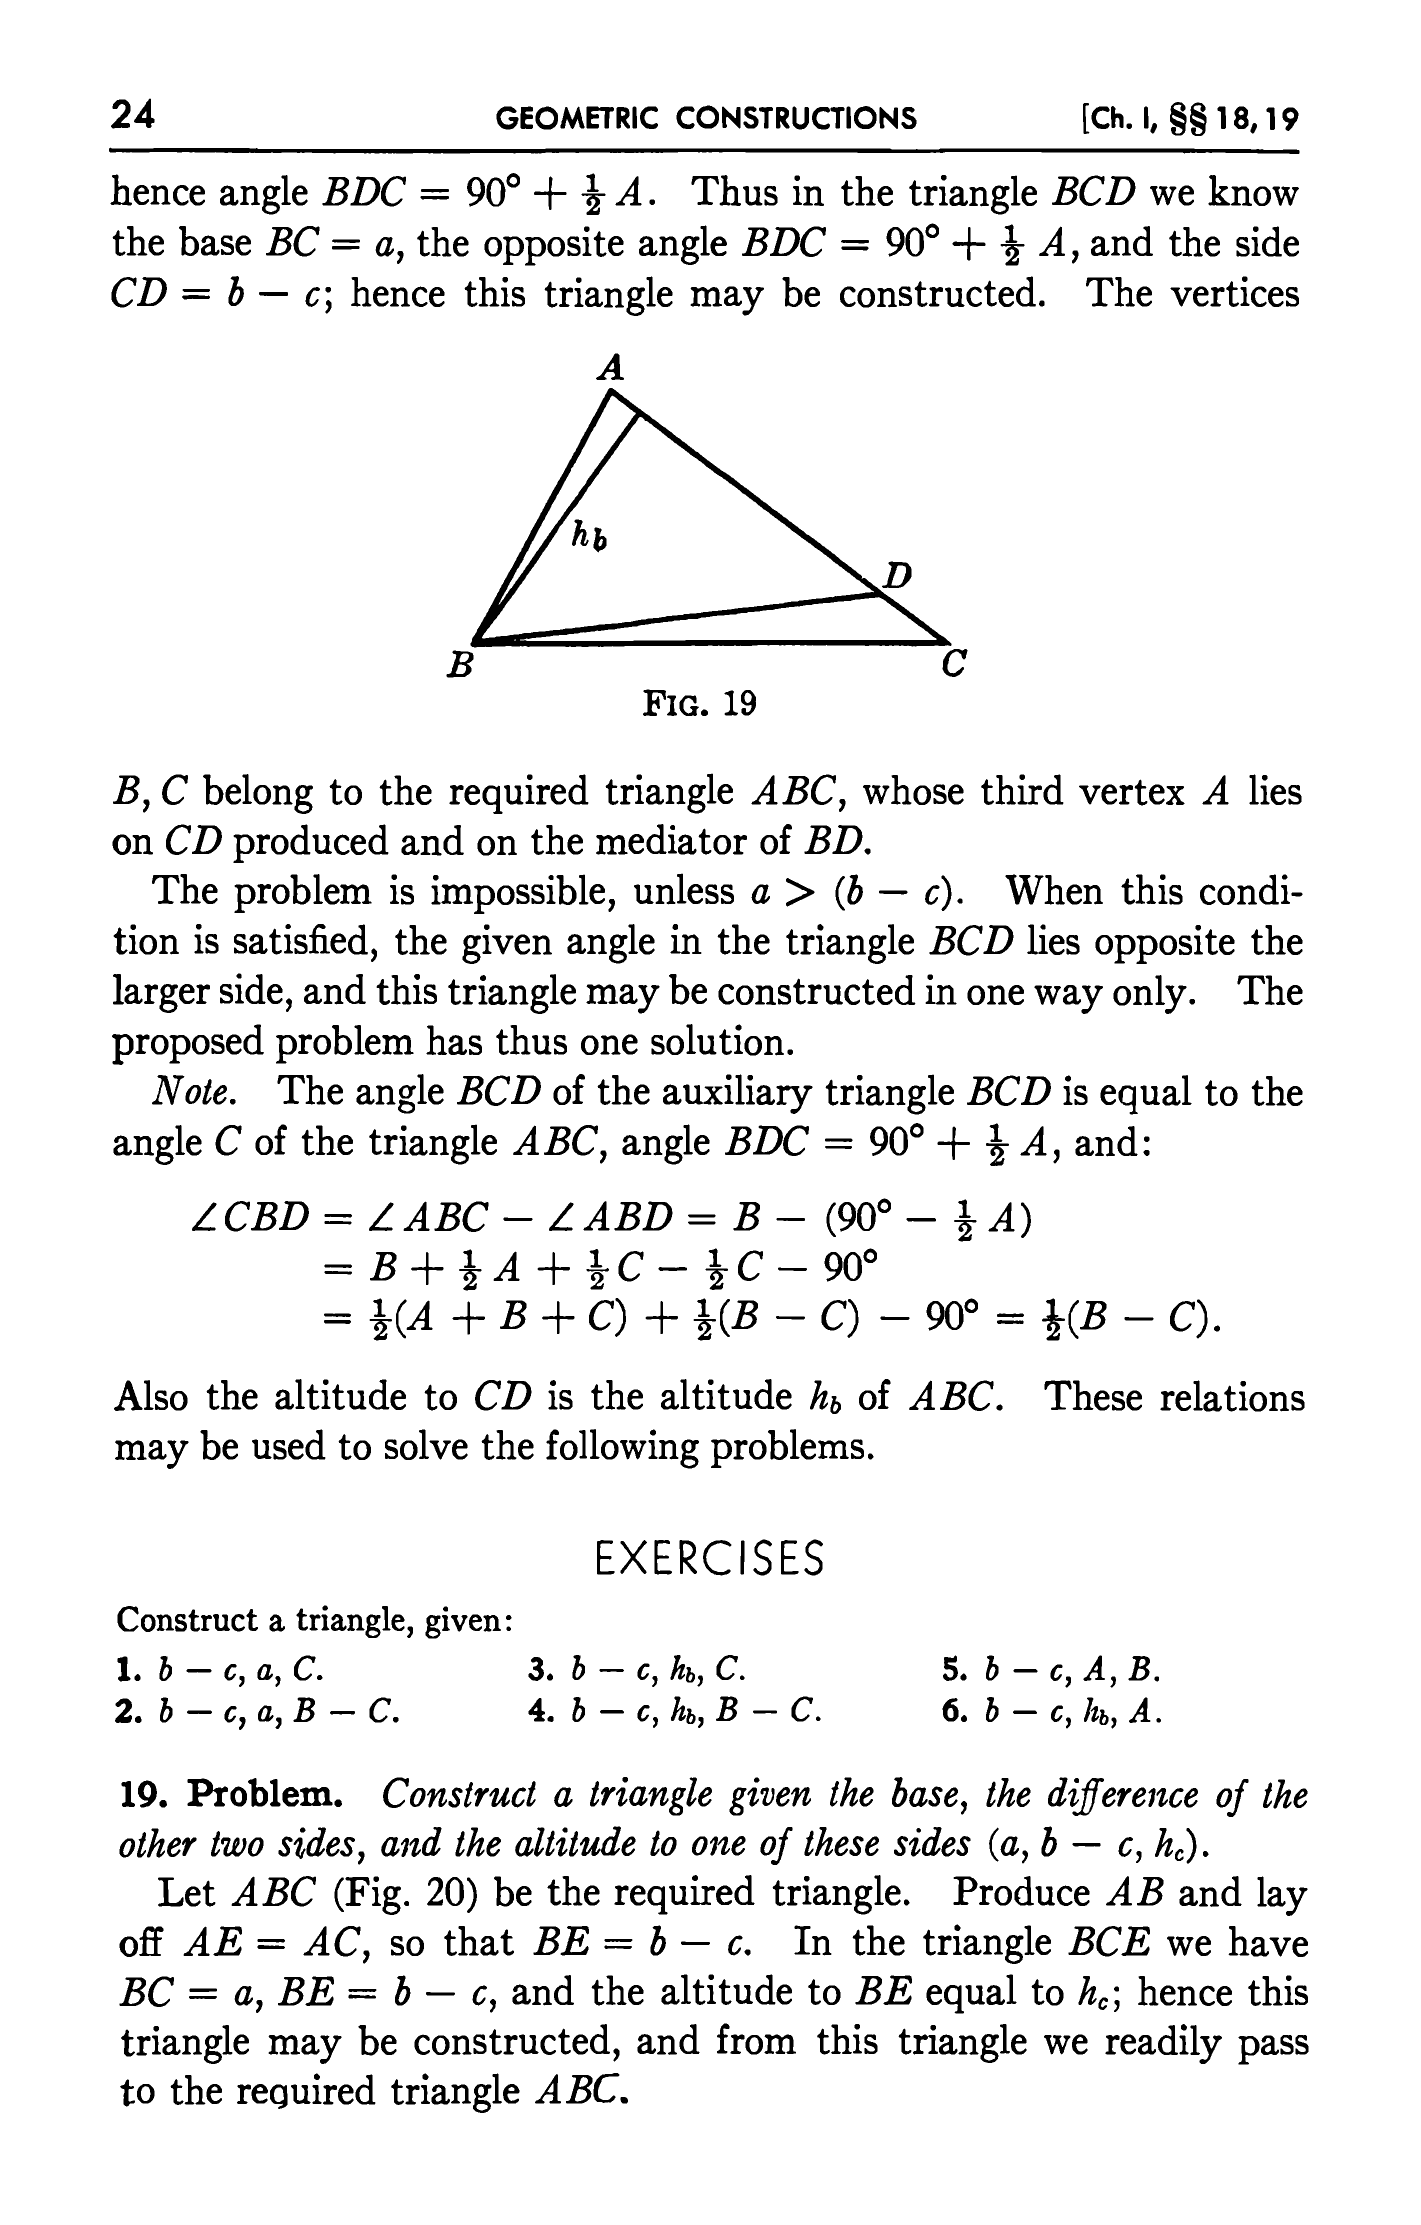 24 GEOMETRIC CONSTRUCTIONS [Ch. I, §§ 18, 19
hence angle BDC = 90° + ½ A. Thus in the triangle BCD we know
the base BC = a, the opposite angle BDC = 90° + ½ A, and the side
CD = b − c; hence this triangle may be constructed. The vertices
A
h_b
D
B
C
FIG. 19
B, C belong to the required triangle ABC, whose third vertex A lies
on CD produced and on the mediator of BD.
The problem is impossible, unless a > (b − c). When this condi-
tion is satisfied, the given angle in the triangle BCD lies opposite the
larger side, and this triangle may be constructed in one way only. The
proposed problem has thus one solution.
Note. The angle BCD of the auxiliary triangle BCD is equal to the
angle C of the triangle ABC, angle BDC = 90° + ½ A, and:
∠CBD = ∠ABC − ∠ABD = B − (90° − ½ A)
= B + ½ A + ½ C − ½ C − 90°
= ½(A + B + C) + ½(B − C) − 90° = ½(B − C).
Also the altitude to CD is the altitude h_b of ABC. These relations
may be used to solve the following problems.
EXERCISES
Construct a triangle, given:
1. b − c, a, C. 3. b − c, h_b, C. 5. b − c, A, B.
2. b − c, a, B − C. 4. b − c, h_b, B − C. 6. b − c, h_b, A.
19. Problem. Construct a triangle given the base, the difference of the
other two sides, and the altitude to one of these sides (a, b − c, h_c).
Let ABC (Fig. 20) be the required triangle. Produce AB and lay
off AE = AC, so that BE = b − c. In the triangle BCE we have
BC = a, BE = b − c, and the altitude to BE equal to h_c; hence this
triangle may be constructed, and from this triangle we readily pass
to the required triangle ABC.